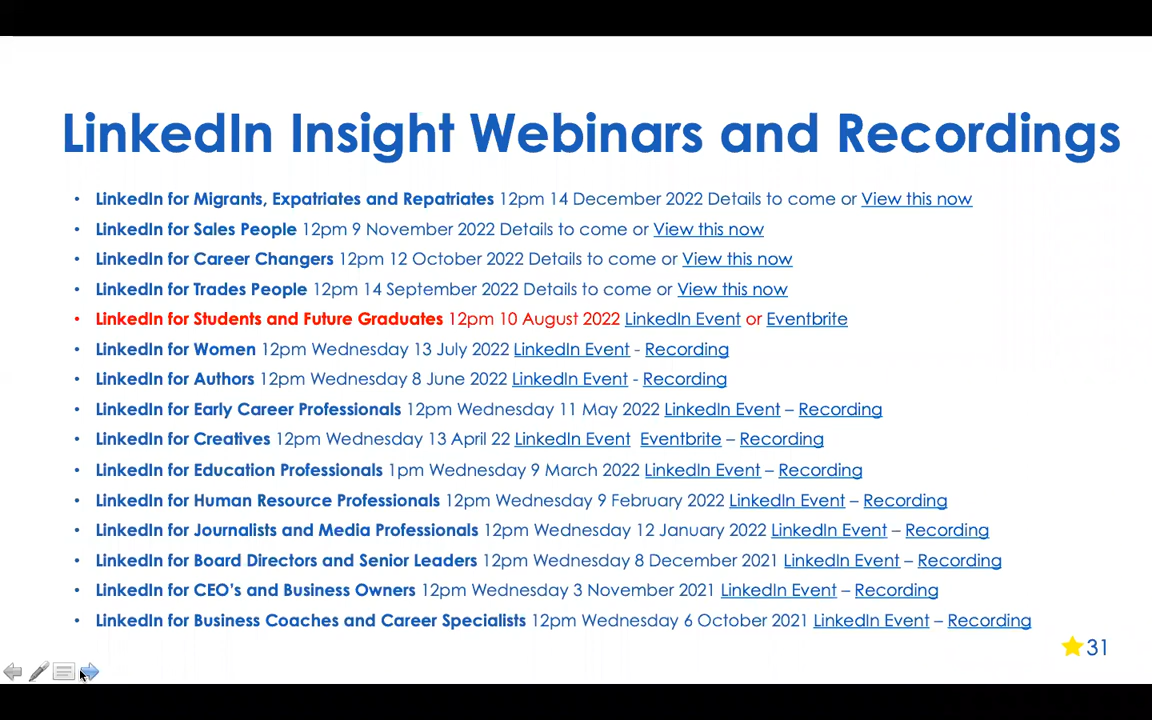 LinkedIn Insight Webinars and Recordings
• LinkedIn for Migrants, Expatriates and Repatriates 12pm 14 December 2022 Details to come or View this now
• LinkedIn for Sales People 12pm 9 November 2022 Details to come or View this now
• LinkedIn for Career Changers 12pm 12 October 2022 Details to come or View this now
• LinkedIn for Trades People 12pm 14 September 2022 Details to come or View this now
• LinkedIn for Students and Future Graduates 12pm 10 August 2022 LinkedIn Event or Eventbrite
• LinkedIn for Women 12pm Wednesday 13 July 2022 LinkedIn Event - Recording
• LinkedIn for Authors 12pm Wednesday 8 June 2022 LinkedIn Event - Recording
• LinkedIn for Early Career Professionals 12pm Wednesday 11 May 2022 LinkedIn Event – Recording
• LinkedIn for Creatives 12pm Wednesday 13 April 22 LinkedIn Event Eventbrite – Recording
• LinkedIn for Education Professionals 1pm Wednesday 9 March 2022 LinkedIn Event – Recording
• LinkedIn for Human Resource Professionals 12pm Wednesday 9 February 2022 LinkedIn Event – Recording
• LinkedIn for Journalists and Media Professionals 12pm Wednesday 12 January 2022 LinkedIn Event – Recording
• LinkedIn for Board Directors and Senior Leaders 12pm Wednesday 8 December 2021 LinkedIn Event – Recording
• LinkedIn for CEO’s and Business Owners 12pm Wednesday 3 November 2021 LinkedIn Event – Recording
• LinkedIn for Business Coaches and Career Specialists 12pm Wednesday 6 October 2021 LinkedIn Event – Recording
31